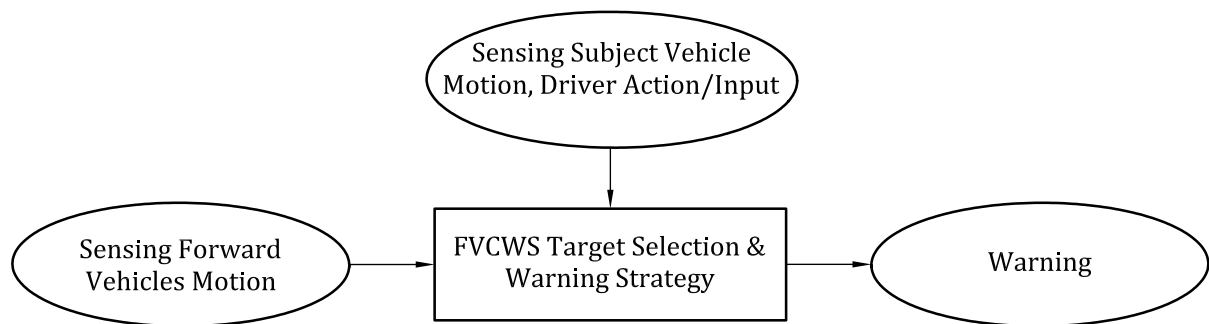 Sensing Subject Vehicle
Motion, Driver Action/Input
Sensing Forward
Vehicles Motion
FVCWS Target Selection &
Warning Strategy
Warning